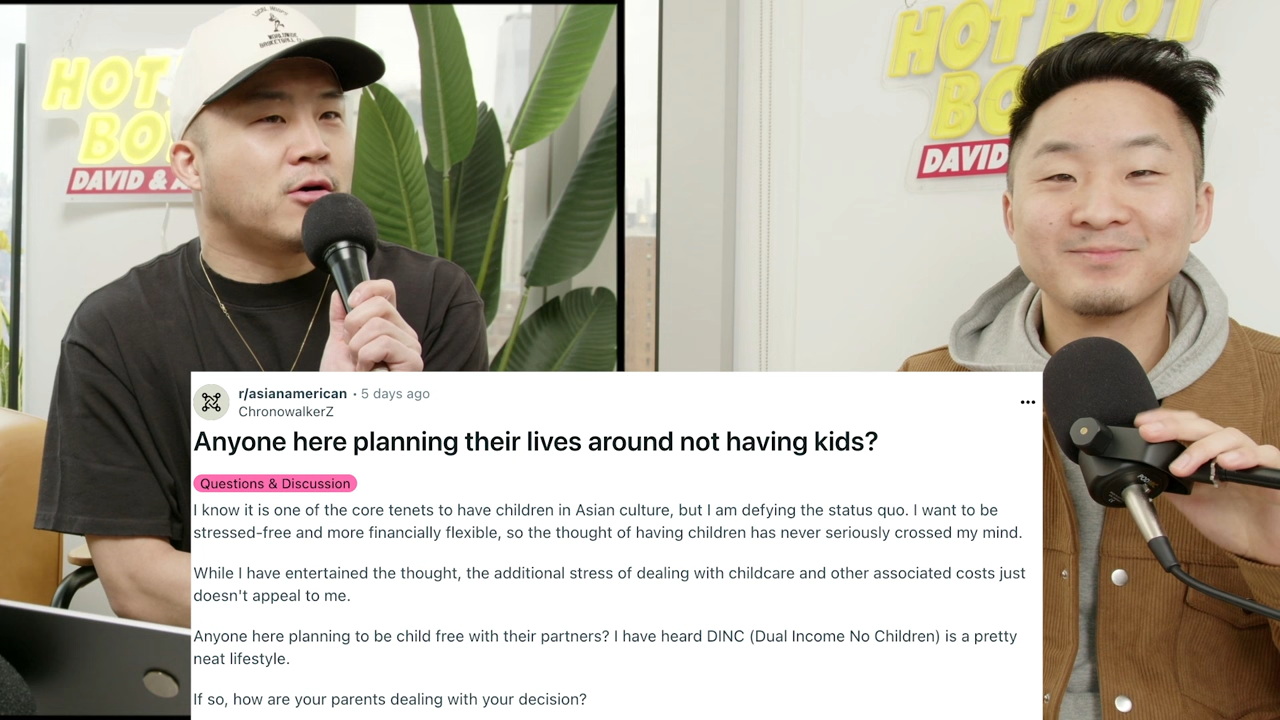 LOCAL HOOPS
WORLDWIDE
HOT
BO
DAVID & A
HOT POT
BO
DAVID
r/asianamerican • 5 days ago
ChronowalkerZ
Anyone here planning their lives around not having kids?
Questions & Discussion
I know it is one of the core tenets to have children in Asian culture, but I am defying the status quo. I want to be
stressed-free and more financially flexible, so the thought of having children has never seriously crossed my mind.
While I have entertained the thought, the additional stress of dealing with childcare and other associated costs just
doesn't appeal to me.
Anyone here planning to be child free with their partners? I have heard DINC (Dual Income No Children) is a pretty
neat lifestyle.
If so, how are your parents dealing with your decision?